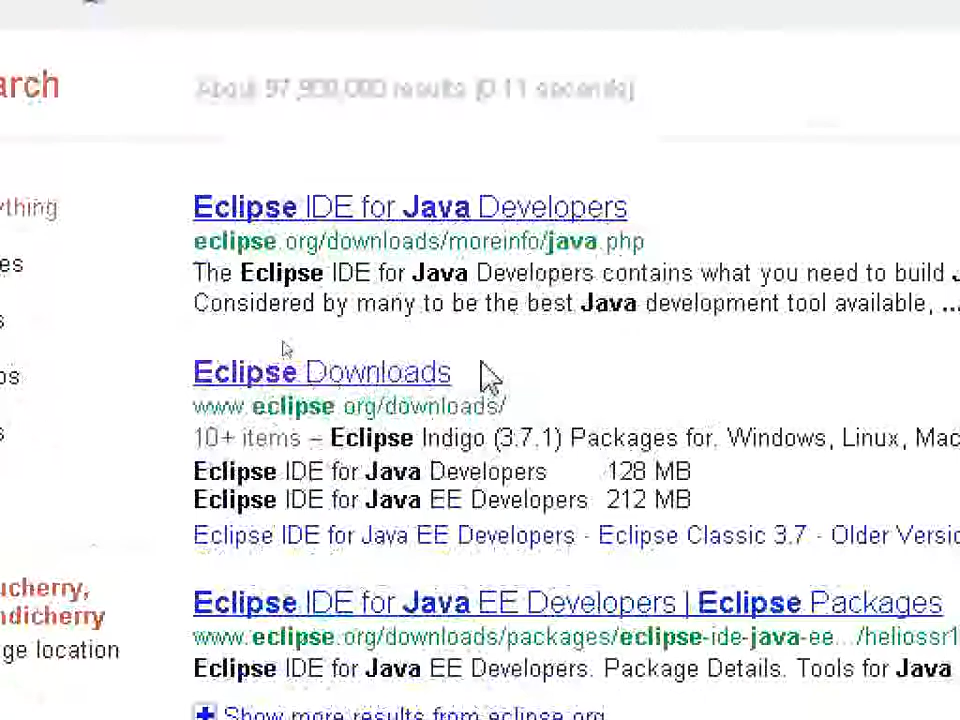 arch
About 97,900,000 results (0.11 seconds)
ything
Eclipse IDE for Java Developers
eclipse.org/downloads/moreinfo/java.php
es
The Eclipse IDE for Java Developers contains what you need to build
Considered by many to be the best Java development tool available, ...
s
Eclipse Downloads
os
www.eclipse.org/downloads/
s
10+ items – Eclipse Indigo (3.7.1) Packages for. Windows, Linux, Mac
Eclipse IDE for Java Developers 128 MB
Eclipse IDE for Java EE Developers 212 MB
Eclipse IDE for Java EE Developers - Eclipse Classic 3.7 - Older Versio
ucherry,
ndicherry
ge location
Eclipse IDE for Java EE Developers | Eclipse Packages
www.eclipse.org/downloads/packages/eclipse-ide-java-ee.../heliossr1
Eclipse IDE for Java EE Developers. Package Details. Tools for Java
Show more results from eclipse.org